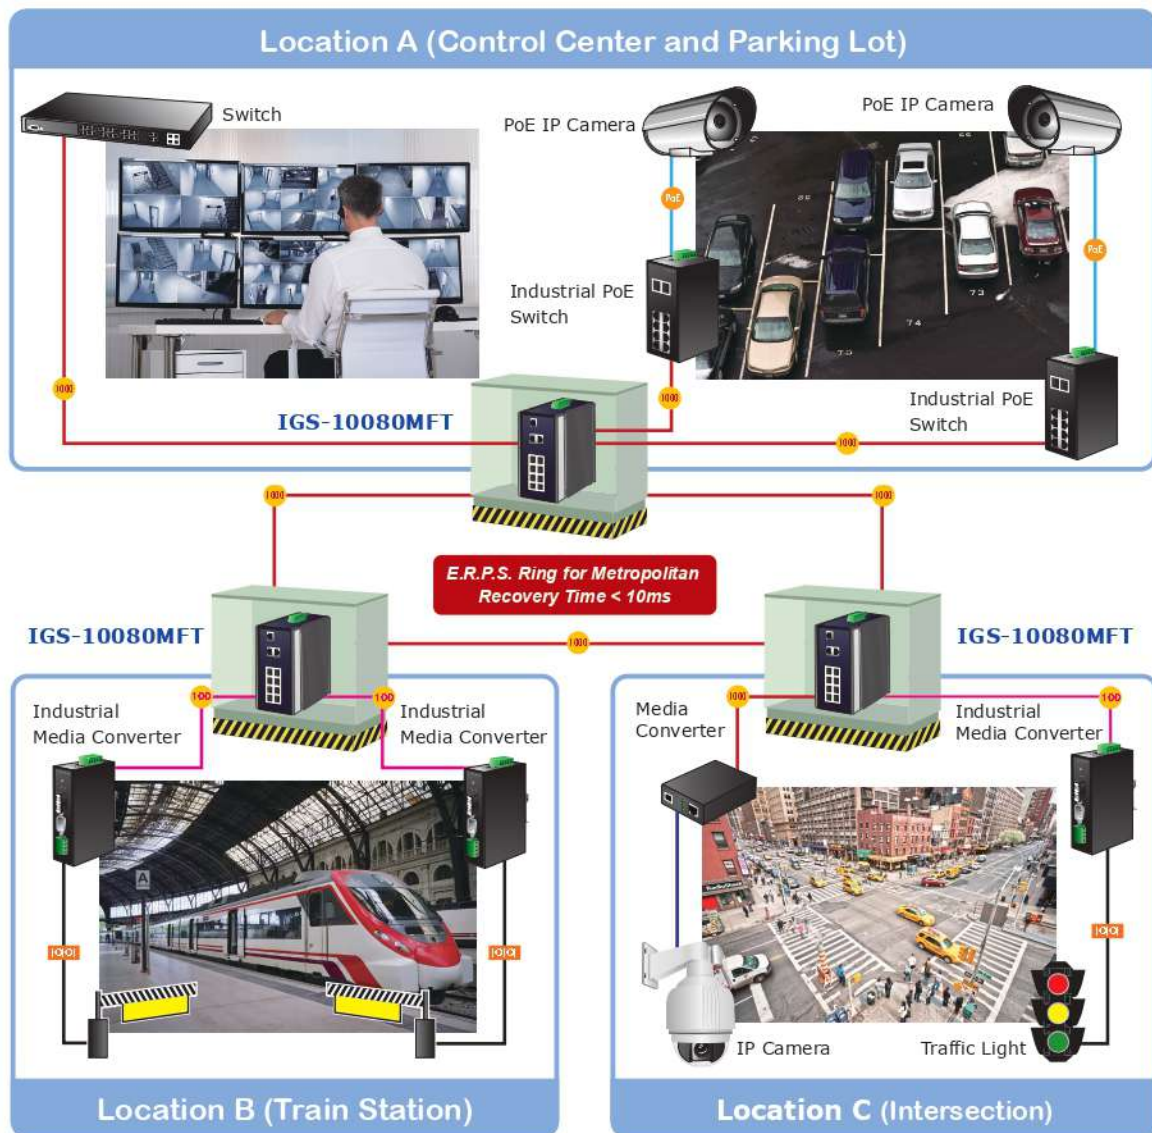 Location A (Control Center and Parking Lot)
Switch
PoE IP Camera
PoE IP Camera
PoE
PoE
Industrial PoE
Switch
Industrial PoE
Switch
1000
1000
1000
IGS-10080MFT
73
74
75
1000
1000
E.R.P.S. Ring for Metropolitan
Recovery Time < 10ms
IGS-10080MFT
IGS-10080MFT
1000
100
100
1000
100
Industrial
Media Converter
Industrial
Media Converter
Media
Converter
Industrial
Media Converter
A
IP Camera
Traffic Light
Location B (Train Station)
Location C (Intersection)